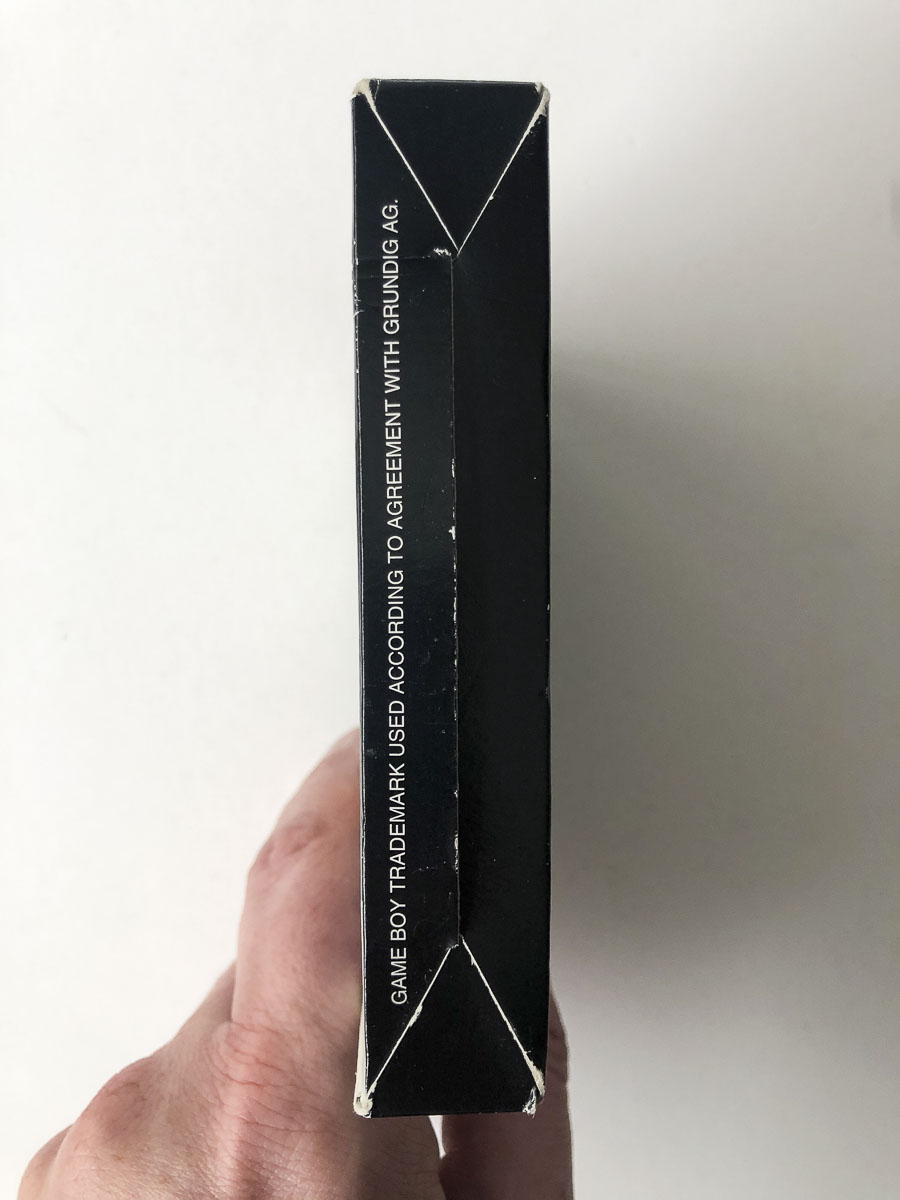 GAME BOY TRADEMARK USED ACCORDING TO AGREEMENT WITH GRUNDIG AG.